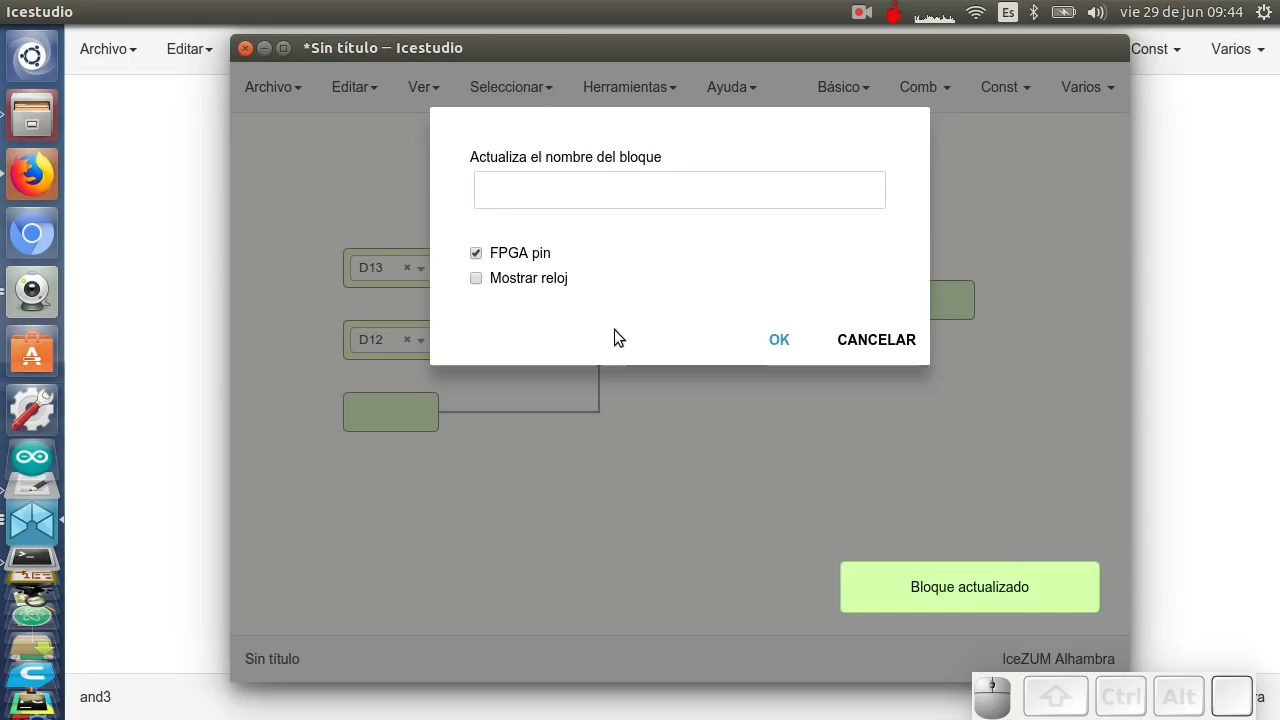 Icestudio
Es
vie 29 de jun 09:44
Archivo
Editar
Const
Varios
*Sin título — Icestudio
Archivo
Editar
Ver
Seleccionar
Herramientas
Ayuda
Básico
Comb
Const
Varios
Actualiza el nombre del bloque
FPGA pin
Mostrar reloj
OK
CANCELAR
D13
D12
Bloque actualizado
Sin título
IceZUM Alhambra
and3
Ctrl
Alt